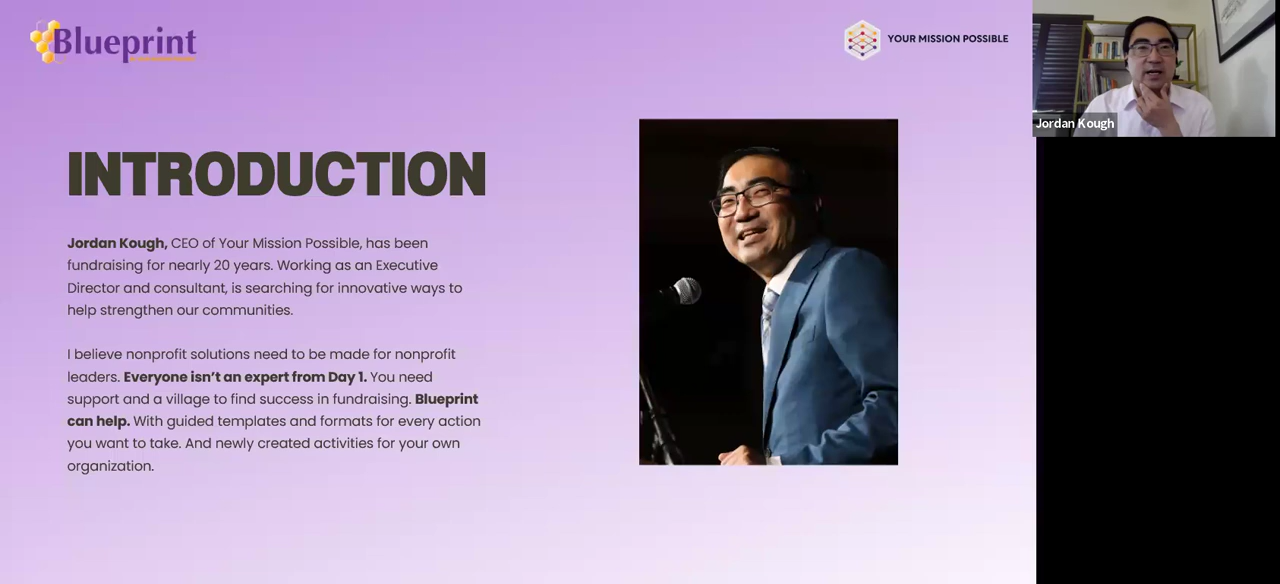 Blueprint
YOUR MISSION POSSIBLE
Jordan Kough
INTRODUCTION
Jordan Kough, CEO of Your Mission Possible, has been
fundraising for nearly 20 years. Working as an Executive
Director and consultant, is searching for innovative ways to
help strengthen our communities.
I believe nonprofit solutions need to be made for nonprofit
leaders. Everyone isn’t an expert from Day 1. You need
support and a village to find success in fundraising. Blueprint
can help. With guided templates and formats for every action
you want to take. And newly created activities for your own
organization.